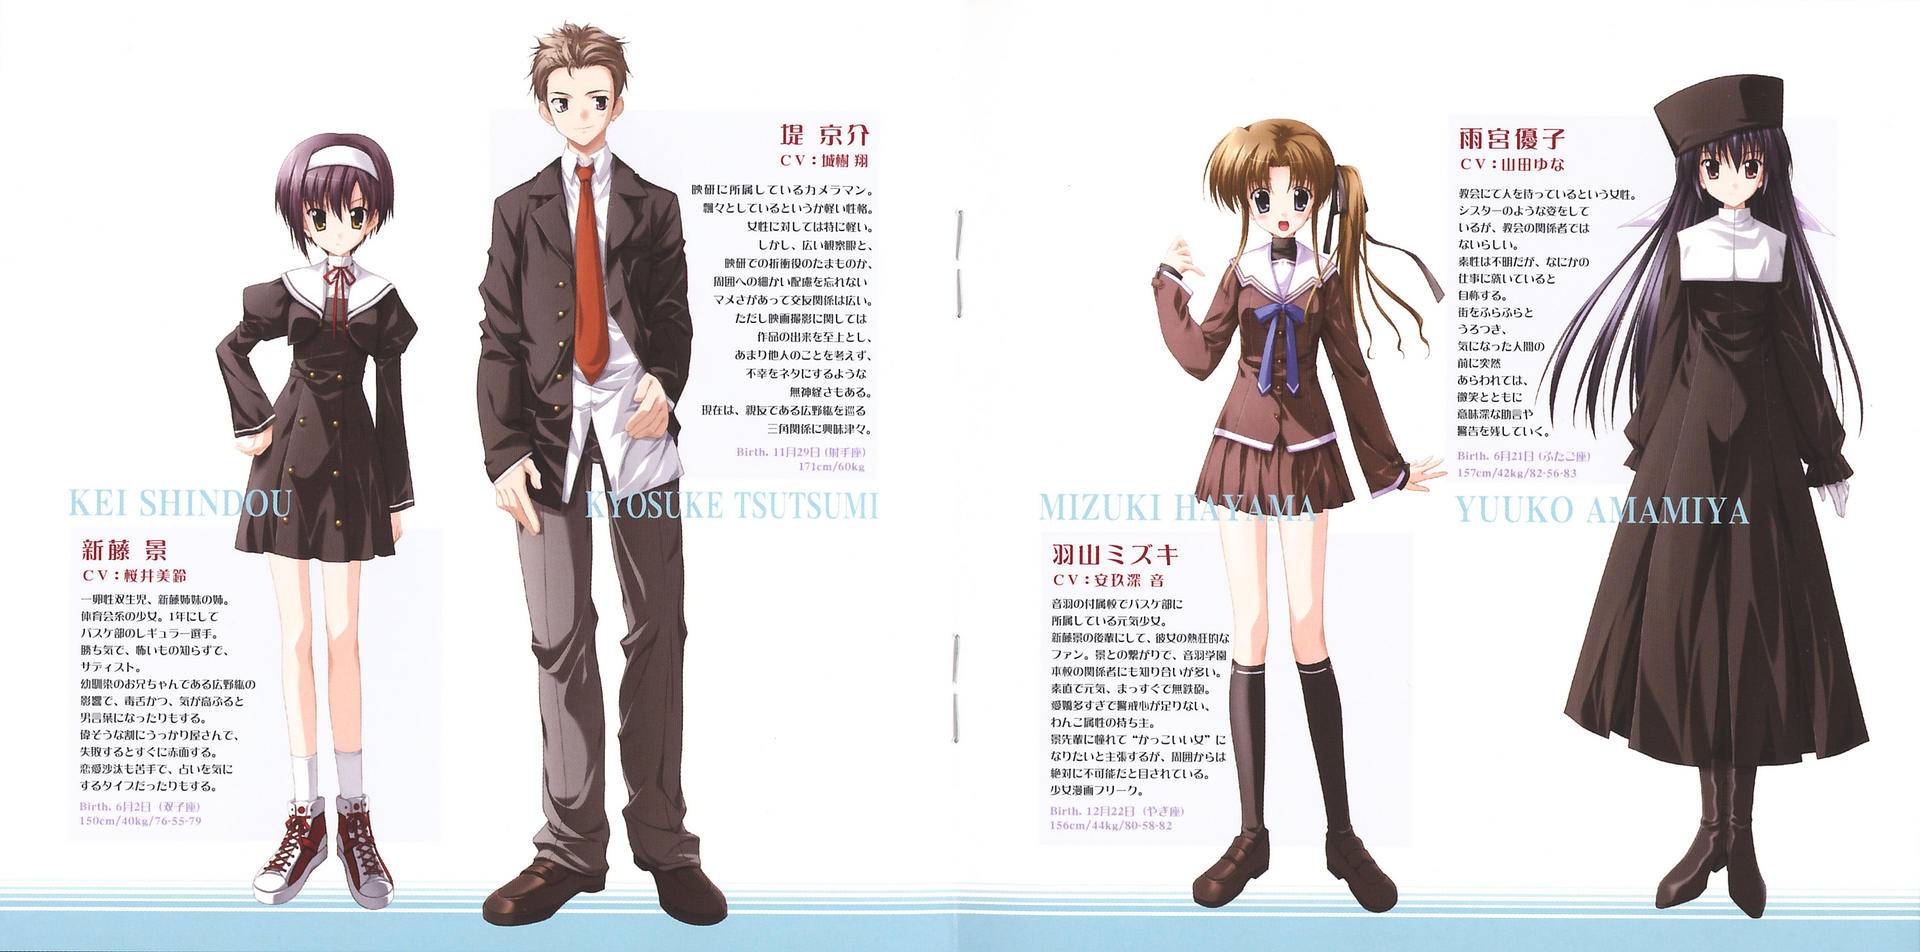 KEI SHINDOU
新藤 景
CV：桜井美鈴
一卵性双生児、新藤姉妹の姉。
体育会系の少女。1年にして
バスケ部のレギュラー選手。
勝ち気で、怖いもの知らずで、
サディスト。
幼馴染のお兄ちゃんである広野紘の
影響で、毒舌かつ、気が高ぶると
男言葉になったりもする。
偉そうな割にうっかり屋さんで、
失敗するとすぐに赤面する。
恋愛沙汰も苦手で、占いを気に
するタイプだったりもする。
Birth. 6月2日（双子座）
150cm/40kg/76-55-79
堤 京介
CV：城樹 翔
映研に所属しているカメラマン。
飄々としているというか軽い性格。
女性に対しては特に軽い。
しかし、広い観察眼と、
映研での折衝役のたまものか、
周囲への細かい配慮を忘れない
マメさがあって交友関係は広い。
ただし映画撮影に関しては
作品の出来を至上とし、
あまり他人のことを考えず、
不幸をネタにするような
無神経さもある。
現在は、親友である広野紘を巡る
三角関係に興味津々。
Birth. 11月29日（射手座）
171cm/60kg
KYOSUKE TSUTSUMI
MIZUKI HAYAMA
羽山ミズキ
CV：安玖深 音
音羽の付属校でバスケ部に
所属している元気少女。
新藤景の後輩にして、彼女の熱狂的な
ファン。景との繋がりで、音羽学園
本校の関係者にも知り合いが多い。
素直で元気、まっすぐで無鉄砲。
愛嬌多すぎで警戒心が足りない、
わんこ属性の持ち主。
景先輩に憧れて“かっこいい女”に
なりたいと主張するが、周囲からは
絶対に不可能だと目されている。
少女漫画フリーク。
Birth. 12月22日（やぎ座）
156cm/44kg/80-58-82
雨宮優子
CV：山田ゆな
教会にて人を待っているという女性。
シスターのような姿をして
いるが、教会の関係者では
ないらしい。
素性は不明だが、なにかの
仕事に就いていると
自称する。
街をふらふらと
うろつき、
気になった人間の
前に突然
あらわれては、
微笑とともに
意味深な助言や
警告を残していく。
Birth. 6月21日（ふたご座）
157cm/42kg/82-56-83
YUUKO AMAMIYA